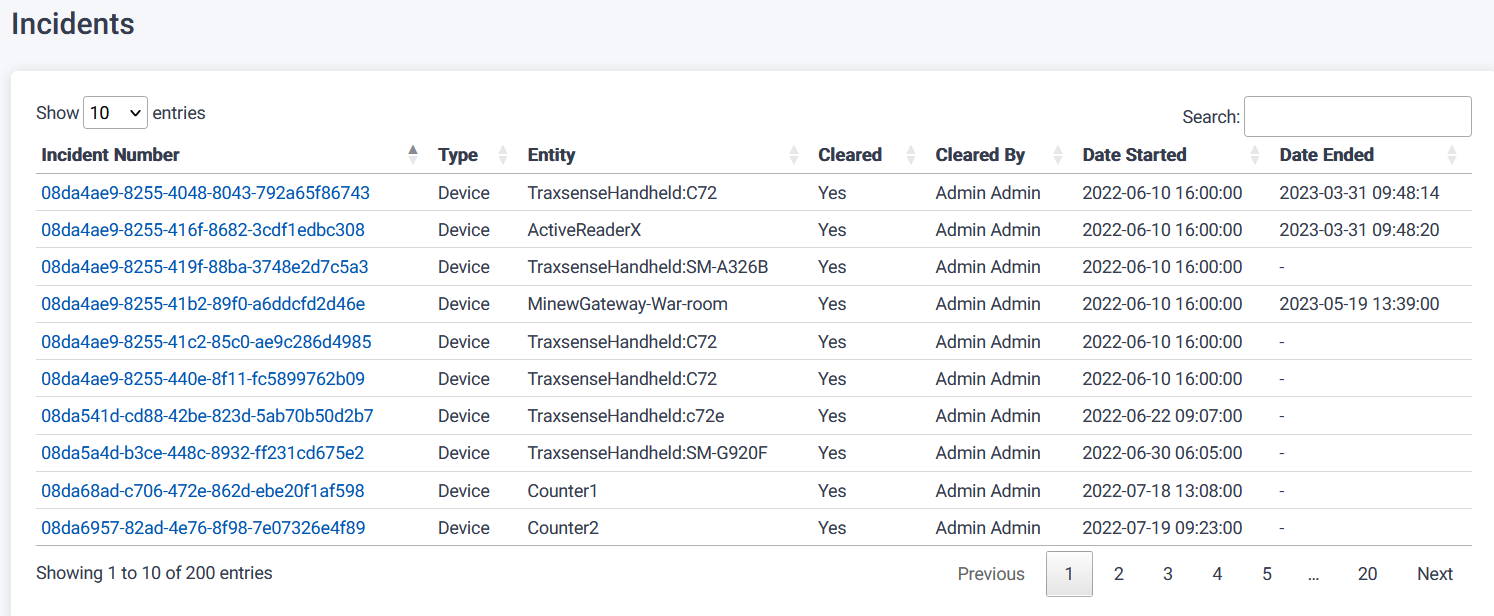 Incidents
Show 10 entries
Search:
Incident Number Type Entity Cleared Cleared By Date Started Date Ended
08da4ae9-8255-4048-8043-792a65f86743 Device TraxsenseHandheld:C72 Yes Admin Admin 2022-06-10 16:00:00 2023-03-31 09:48:14
08da4ae9-8255-416f-8682-3cdf1edbc308 Device ActiveReaderX Yes Admin Admin 2022-06-10 16:00:00 2023-03-31 09:48:20
08da4ae9-8255-419f-88ba-3748e2d7c5a3 Device TraxsenseHandheld:SM-A326B Yes Admin Admin 2022-06-10 16:00:00 -
08da4ae9-8255-41b2-89f0-a6ddcfd2d46e Device MinewGateway-War-room Yes Admin Admin 2022-06-10 16:00:00 2023-05-19 13:39:00
08da4ae9-8255-41c2-85c0-ae9c286d4985 Device TraxsenseHandheld:C72 Yes Admin Admin 2022-06-10 16:00:00 -
08da4ae9-8255-440e-8f11-fc5899762b09 Device TraxsenseHandheld:C72 Yes Admin Admin 2022-06-10 16:00:00 -
08da541d-cd88-42be-823d-5ab70b50d2b7 Device TraxsenseHandheld:c72e Yes Admin Admin 2022-06-22 09:07:00 -
08da5a4d-b3ce-448c-8932-ff231cd675e2 Device TraxsenseHandheld:SM-G920F Yes Admin Admin 2022-06-30 06:05:00 -
08da68ad-c706-472e-862d-ebe20f1af598 Device Counter1 Yes Admin Admin 2022-07-18 13:08:00 -
08da6957-82ad-4e76-8f98-7e07326e4f89 Device Counter2 Yes Admin Admin 2022-07-19 09:23:00 -
Showing 1 to 10 of 200 entries
Previous 1 2 3 4 5 ... 20 Next